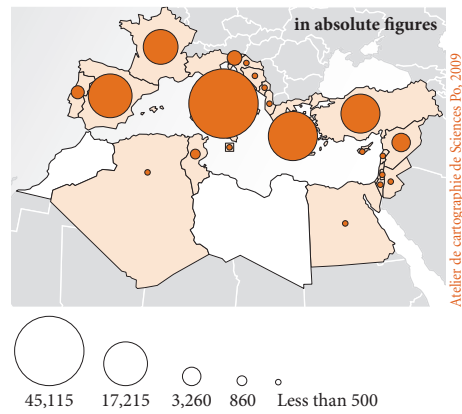 in absolute figures
Atelier de cartographie de Sciences Po, 2009
45,115 17,215 3,260 860 Less than 500